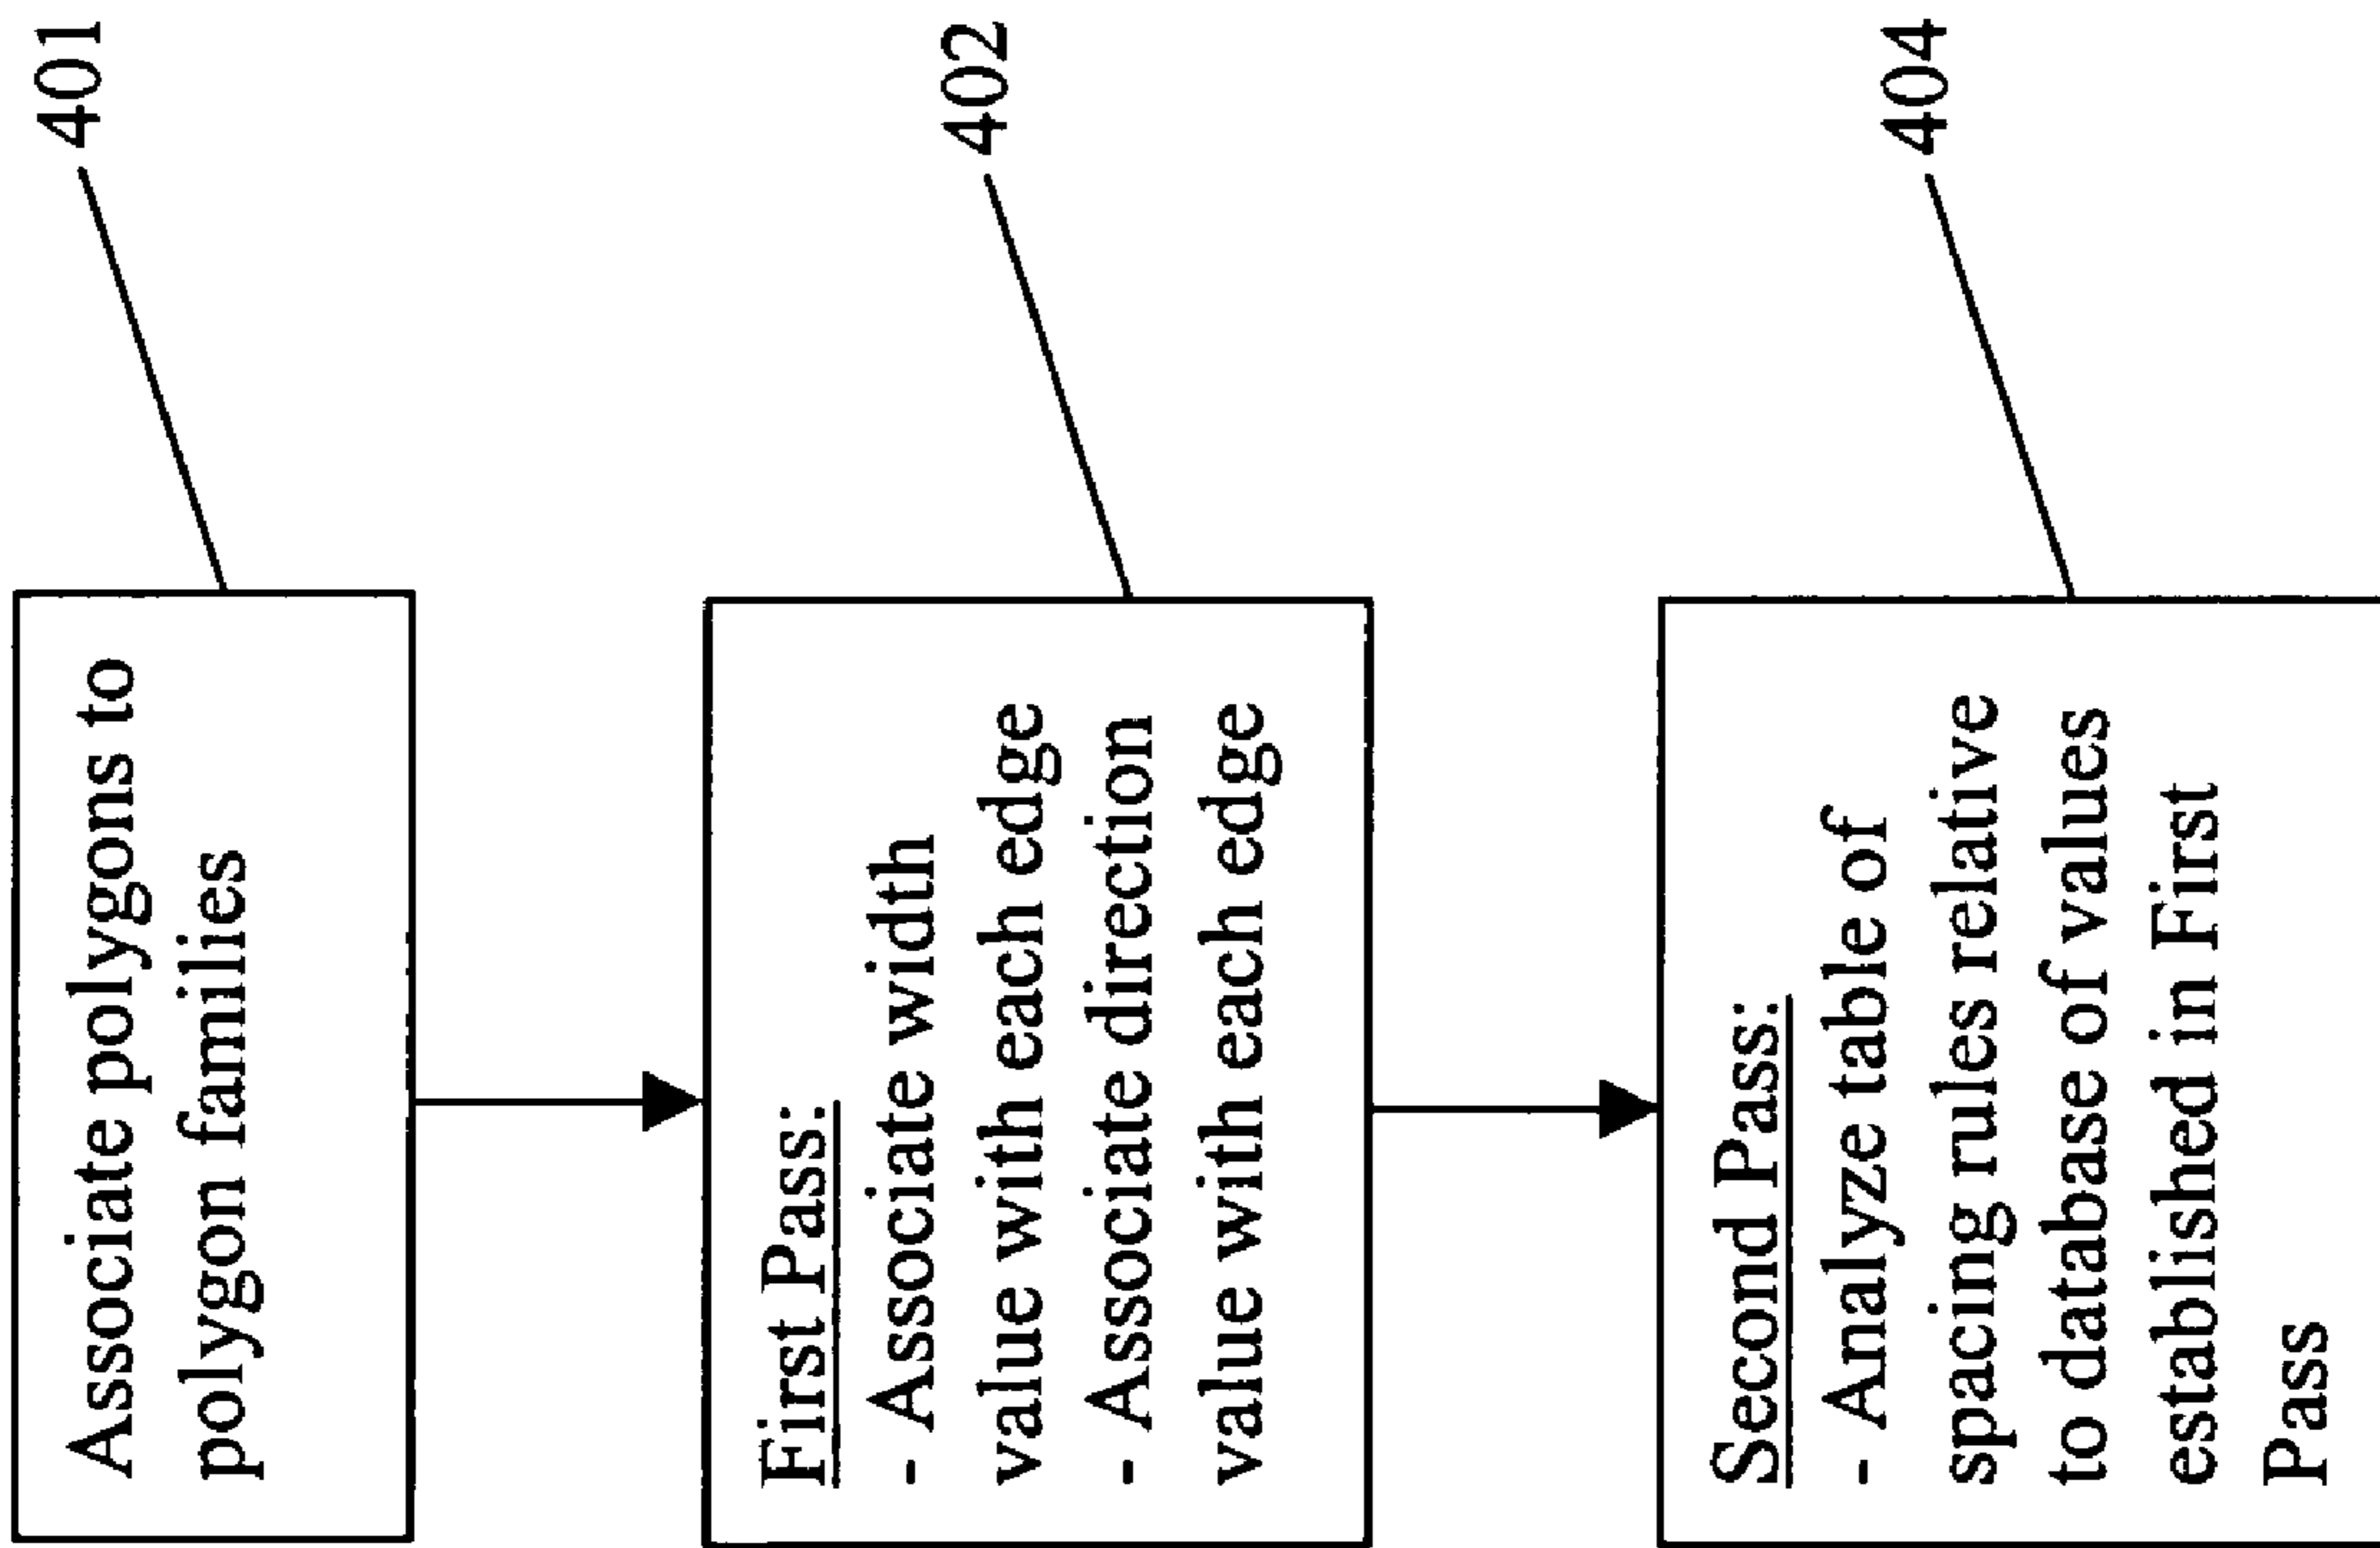 Associate polygons to
polygon families
401
First Pass:
- Associate width
value with each edge
- Associate direction
value with each edge
402
Second Pass:
- Analyze table of
spacing rules relative
to database of values
established in First
Pass
404